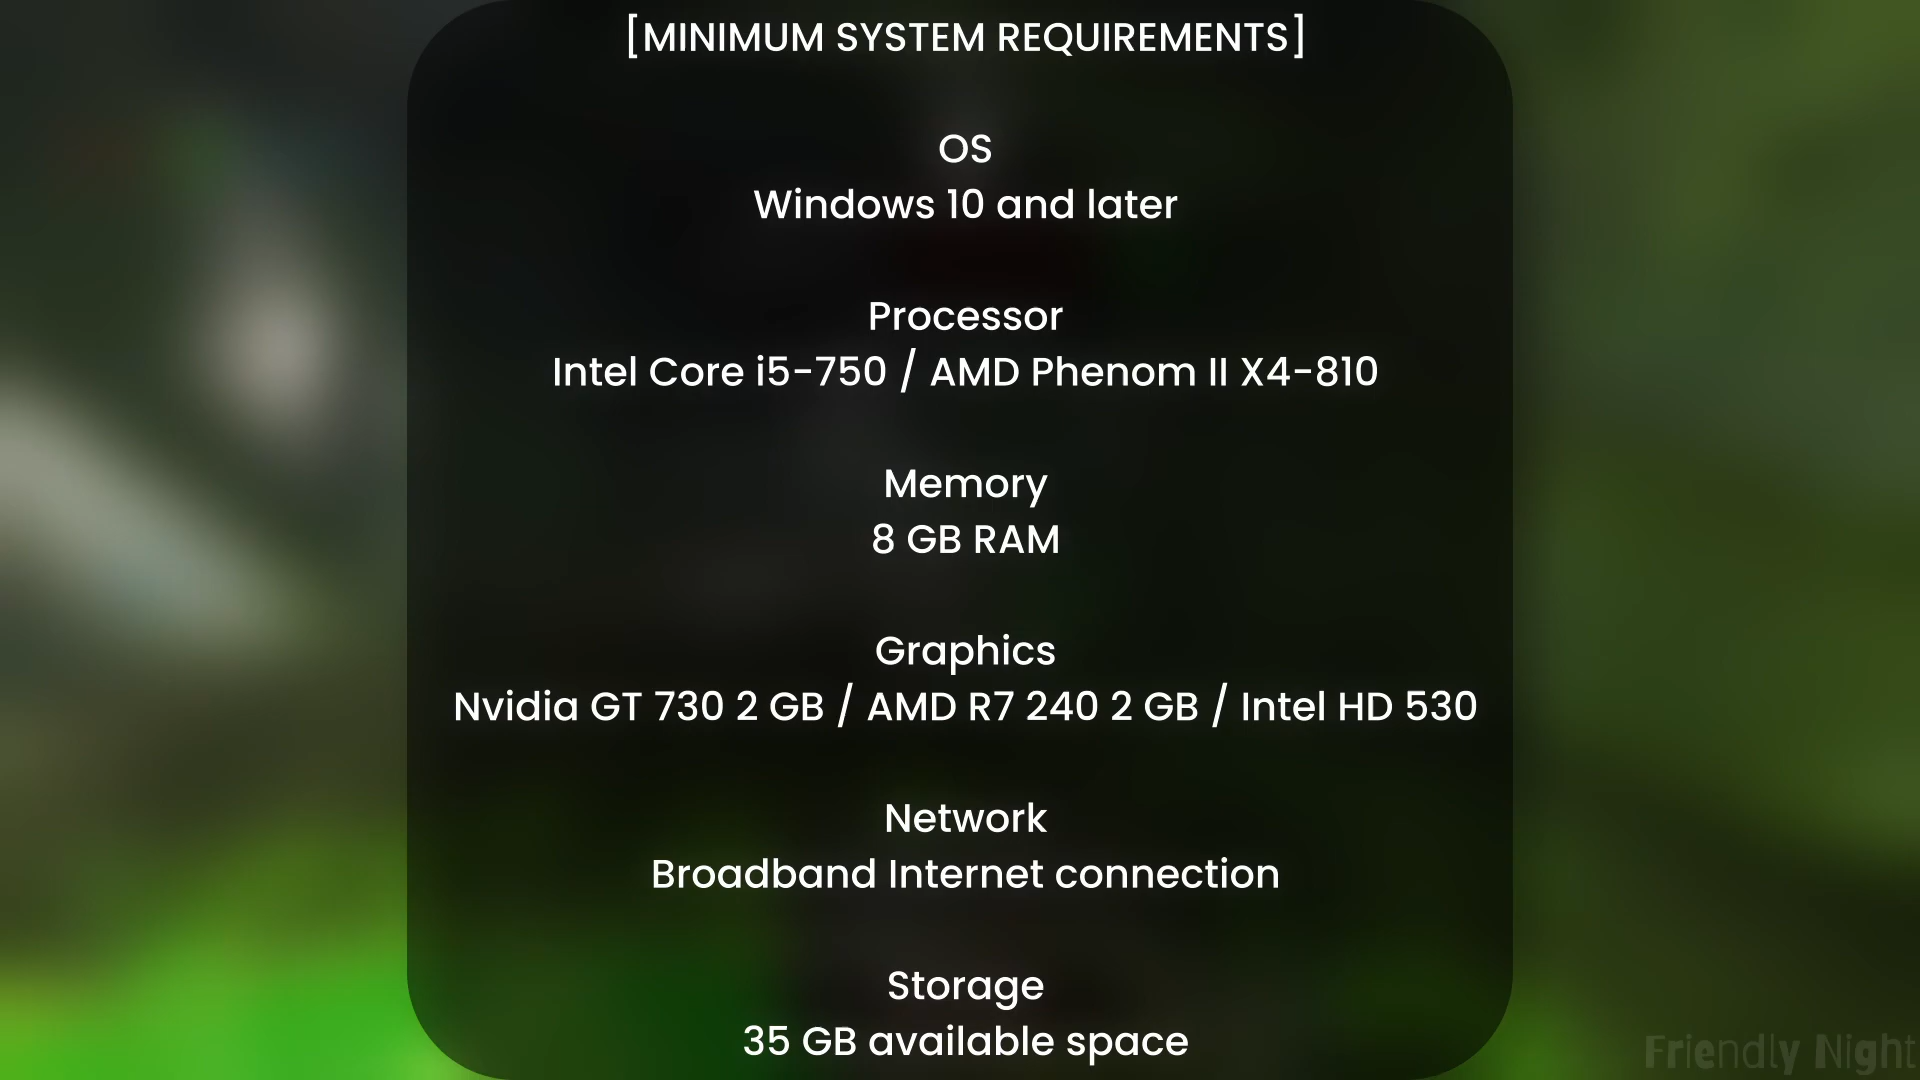 [MINIMUM SYSTEM REQUIREMENTS]
OS
Windows 10 and later
Processor
Intel Core i5-750 / AMD Phenom II X4-810
Memory
8 GB RAM
Graphics
Nvidia GT 730 2 GB / AMD R7 240 2 GB / Intel HD 530
Network
Broadband Internet connection
Storage
35 GB available space
Friendly Night